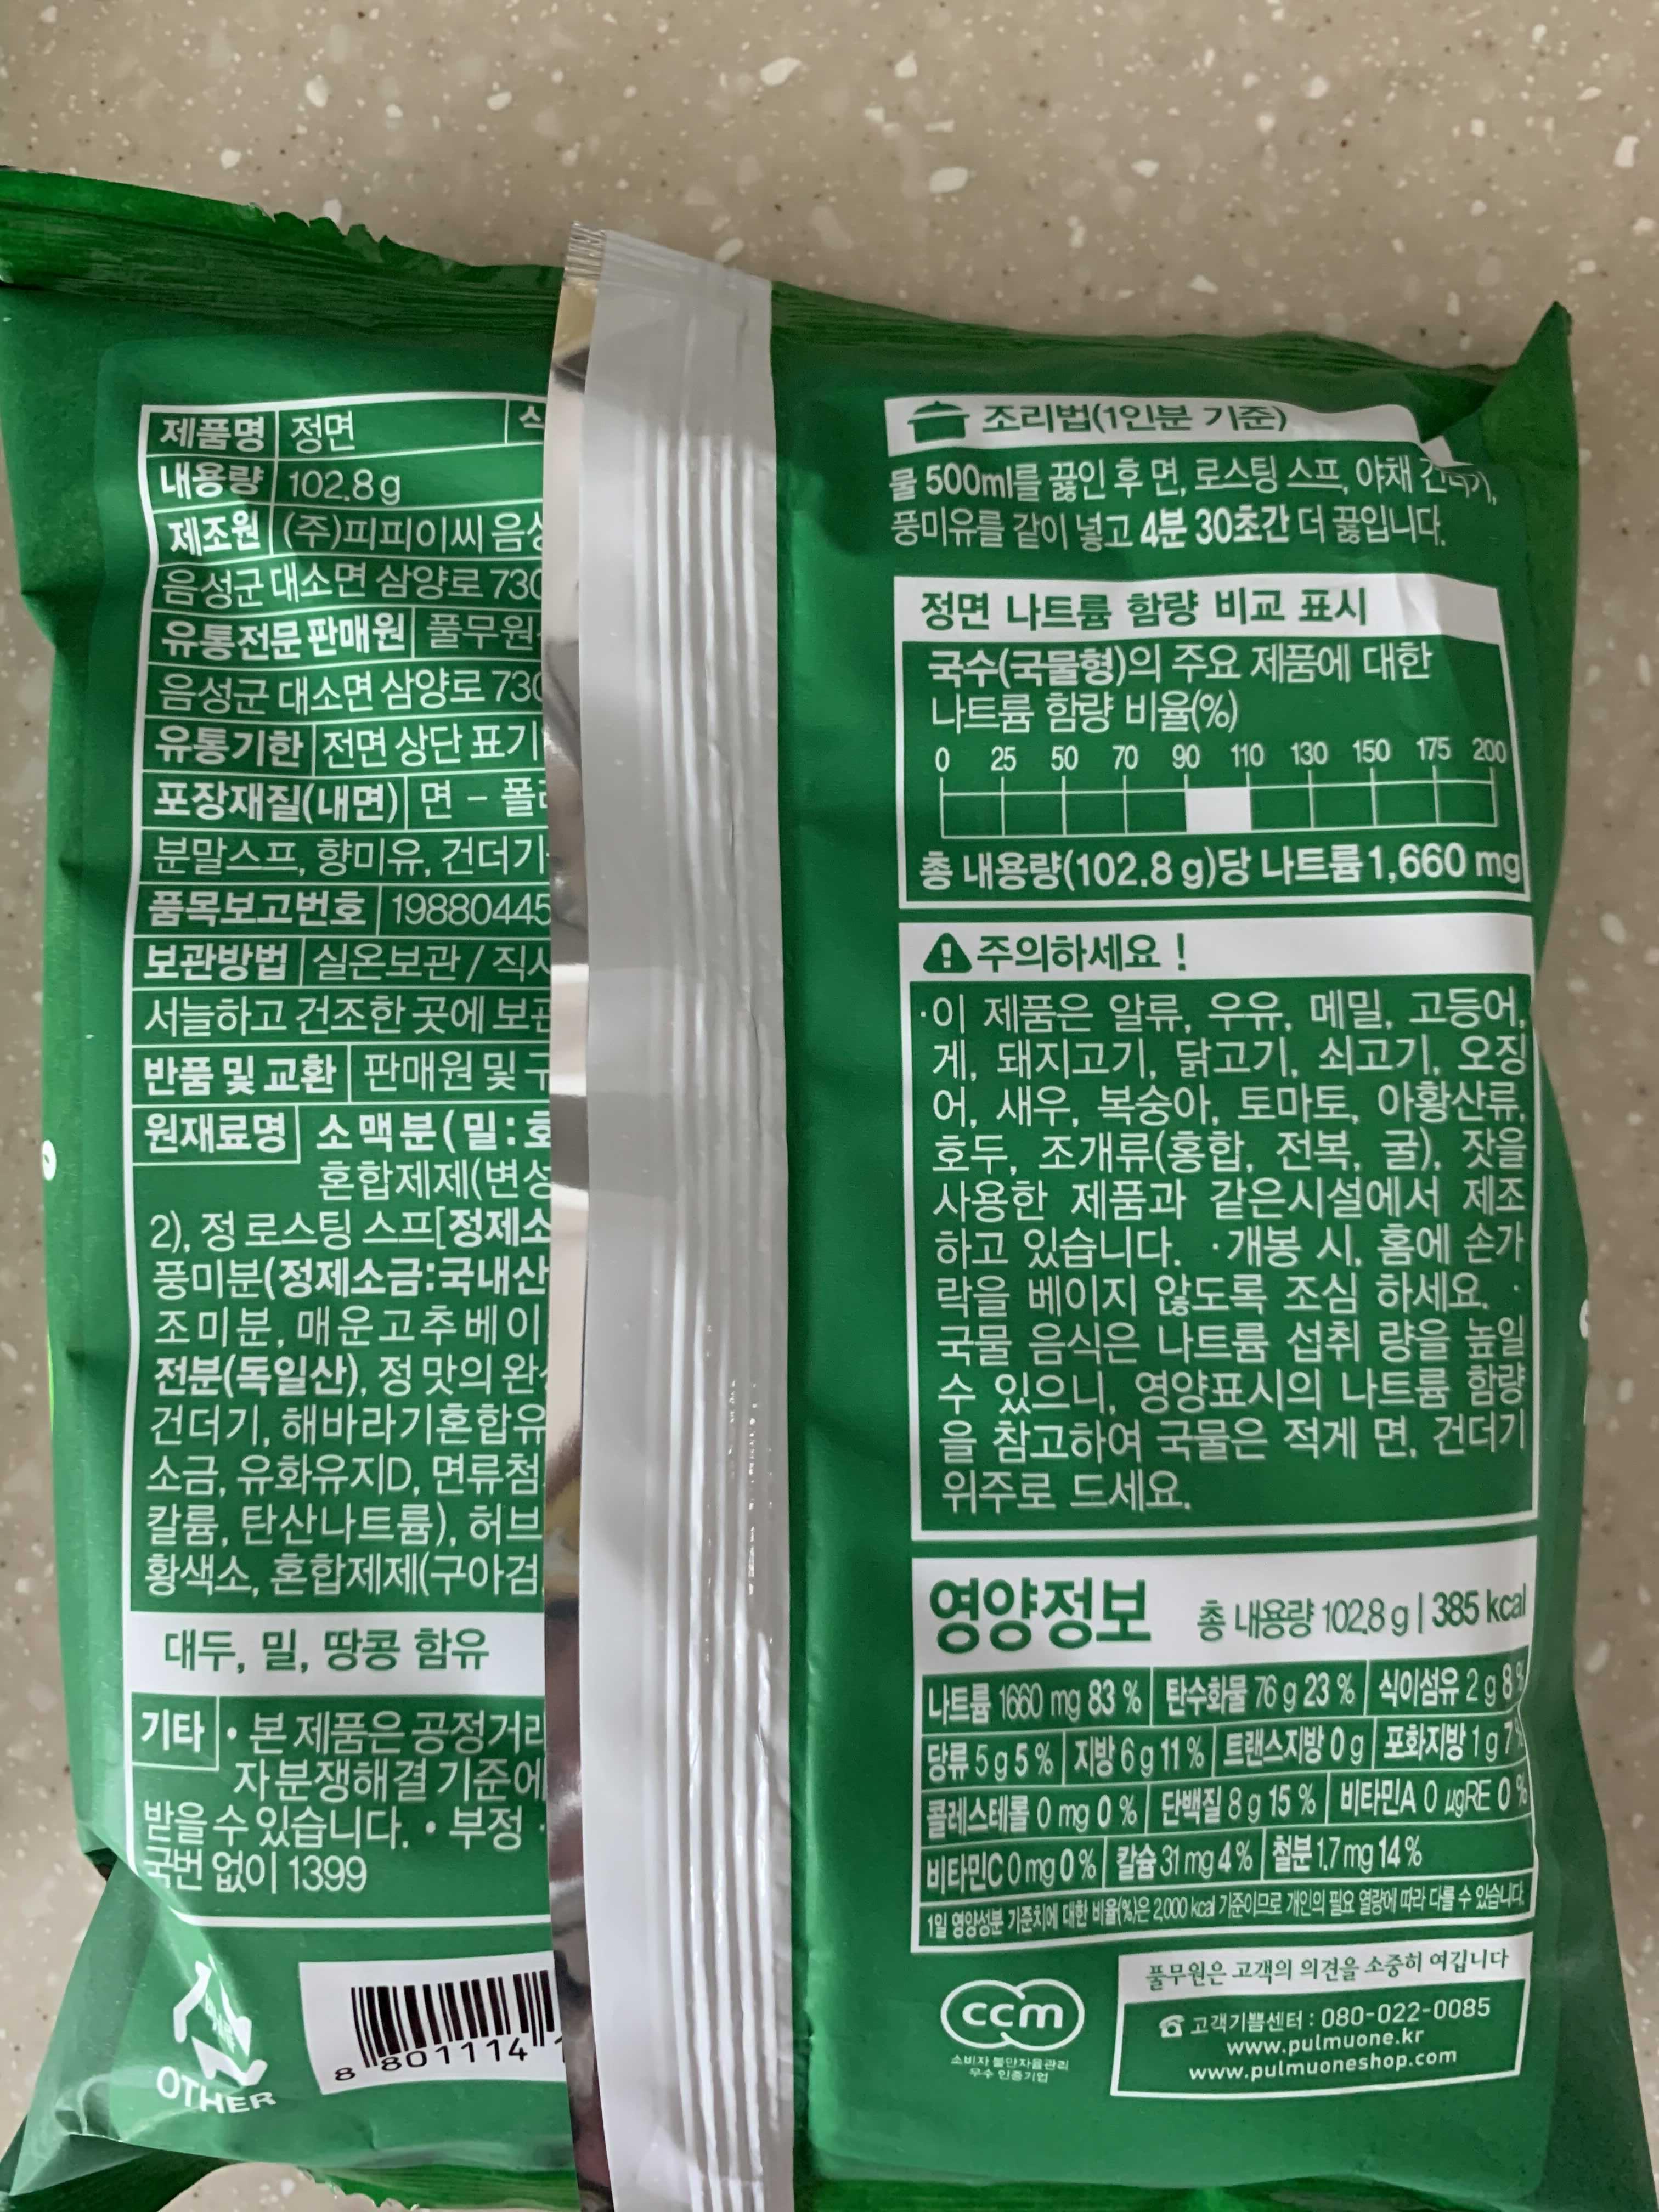 제품명 정면
내용량 102.8 g
제조원 (주)피피이씨
음성군 대소면 삼양로 730
유통전문 판매원 풀무원
음성군 대소면 삼양로 730
유통기한 전면 상단 표기
포장재질(내면) 면 -
분말스프, 향미유, 건더기
품목보고번호 19880445
보관방법 실온보관 /
서늘하고 건조한 곳에
반품 및 교환 판매원 및
원재료명 소맥분(밀:
혼합제제(변성
2), 정 로스팅 스프[정제소
풍미분(정제소금:국내산
조미분, 매운고추베이
전분(독일산), 정 맛의
건더기, 해바라기혼합유
소금, 유화유지D, 면류첨
칼륨, 탄산나트륨), 허브
황색소, 혼합제제(구아검
대두, 밀, 땅콩 함유
기타 • 본 제품은 공정거래
자분쟁해결 기준에
받을 수 있습니다. • 부정
국번 없이 1399
OTHER
8 801114
조리법(1인분 기준)
물 500ml를 끓인 후 면, 로스팅 스프, 야채 건더기,
풍미유를 같이 넣고 4분 30초간 더 끓입니다.
정면 나트륨 함량 비교 표시
국수(국물형)의 주요 제품에 대한
나트륨 함량 비율(%)
0 25 50 70 90 110 130 150 175 200
총 내용량(102.8 g)당 나트륨 1,660 mg
주의하세요 !
·이 제품은 알류, 우유, 메밀, 고등어,
게, 돼지고기, 닭고기, 쇠고기, 오징
어, 새우, 복숭아, 토마토, 아황산류,
호두, 조개류(홍합, 전복, 굴), 잣을
사용한 제품과 같은시설에서 제조
하고 있습니다. ·개봉 시, 홈에 손가
락을 베이지 않도록 조심 하세요. ·
국물 음식은 나트륨 섭취 량을 높일
수 있으니, 영양표시의 나트륨 함량
을 참고하여 국물은 적게 면, 건더기
위주로 드세요.
영양정보 총 내용량 102.8 g | 385 kcal
나트륨 1660 mg 83 % 탄수화물 76 g 23 % 식이섬유 2 g 8 %
당류 5 g 5 % 지방 6 g 11 % 트랜스지방 0 g 포화지방 1 g 7 %
콜레스테롤 0 mg 0 % 단백질 8 g 15 % 비타민A 0 μgRE 0 %
비타민C 0 mg 0 % 칼슘 31 mg 4 % 철분 1.7 mg 14 %
1일 영양성분 기준치에 대한 비율(%)은 2,000 kcal 기준이므로 개인의 필요 열량에 따라 다를 수 있습니다.
ccm
소비자 불만자율관리
우수 인증기업
풀무원은 고객의 의견을 소중히 여깁니다
고객기쁨센터 : 080-022-0085
www.pulmuone.kr
www.pulmuoneshop.com